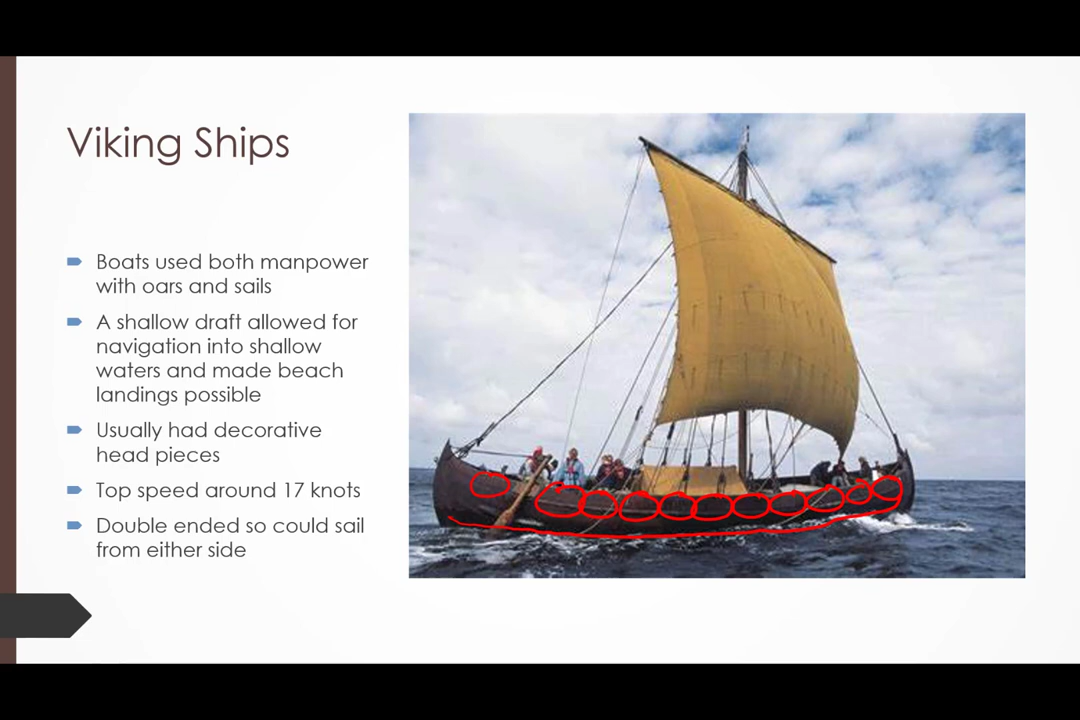 Viking Ships
Boats used both manpower
with oars and sails
A shallow draft allowed for
navigation into shallow
waters and made beach
landings possible
Usually had decorative
head pieces
Top speed around 17 knots
Double ended so could sail
from either side